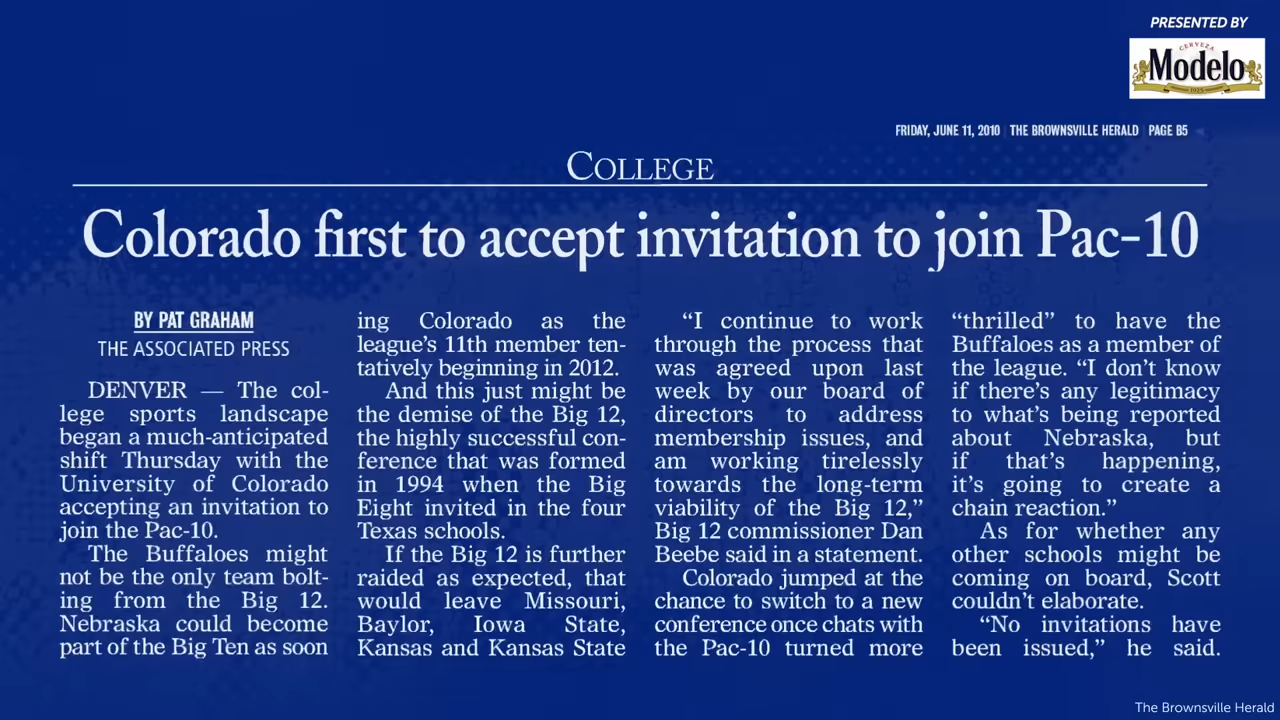 PRESENTED BY
CERVEZA
Modelo
1925
FRIDAY, JUNE 11, 2010 THE BROWNSVILLE HERALD PAGE B5
COLLEGE
Colorado first to accept invitation to join Pac-10
BY PAT GRAHAM
THE ASSOCIATED PRESS
DENVER — The col-
lege sports landscape
began a much-anticipated
shift Thursday with the
University of Colorado
accepting an invitation to
join the Pac-10.
The Buffaloes might
not be the only team bolt-
ing from the Big 12.
Nebraska could become
part of the Big Ten as soon
ing Colorado as the
league's 11th member ten-
tatively beginning in 2012.
And this just might be
the demise of the Big 12,
the highly successful con-
ference that was formed
in 1994 when the Big
Eight invited in the four
Texas schools.
If the Big 12 is further
raided as expected, that
would leave Missouri,
Baylor, Iowa State,
Kansas and Kansas State
“I continue to work
through the process that
was agreed upon last
week by our board of
directors to address
membership issues, and
am working tirelessly
towards the long-term
viability of the Big 12,”
Big 12 commissioner Dan
Beebe said in a statement.
Colorado jumped at the
chance to switch to a new
conference once chats with
the Pac-10 turned more
“thrilled” to have the
Buffaloes as a member of
the league. “I don't know
if there's any legitimacy
to what's being reported
about Nebraska, but
if that's happening,
it's going to create a
chain reaction.”
As for whether any
other schools might be
coming on board, Scott
couldn't elaborate.
“No invitations have
been issued,” he said.
The Brownsville Herald